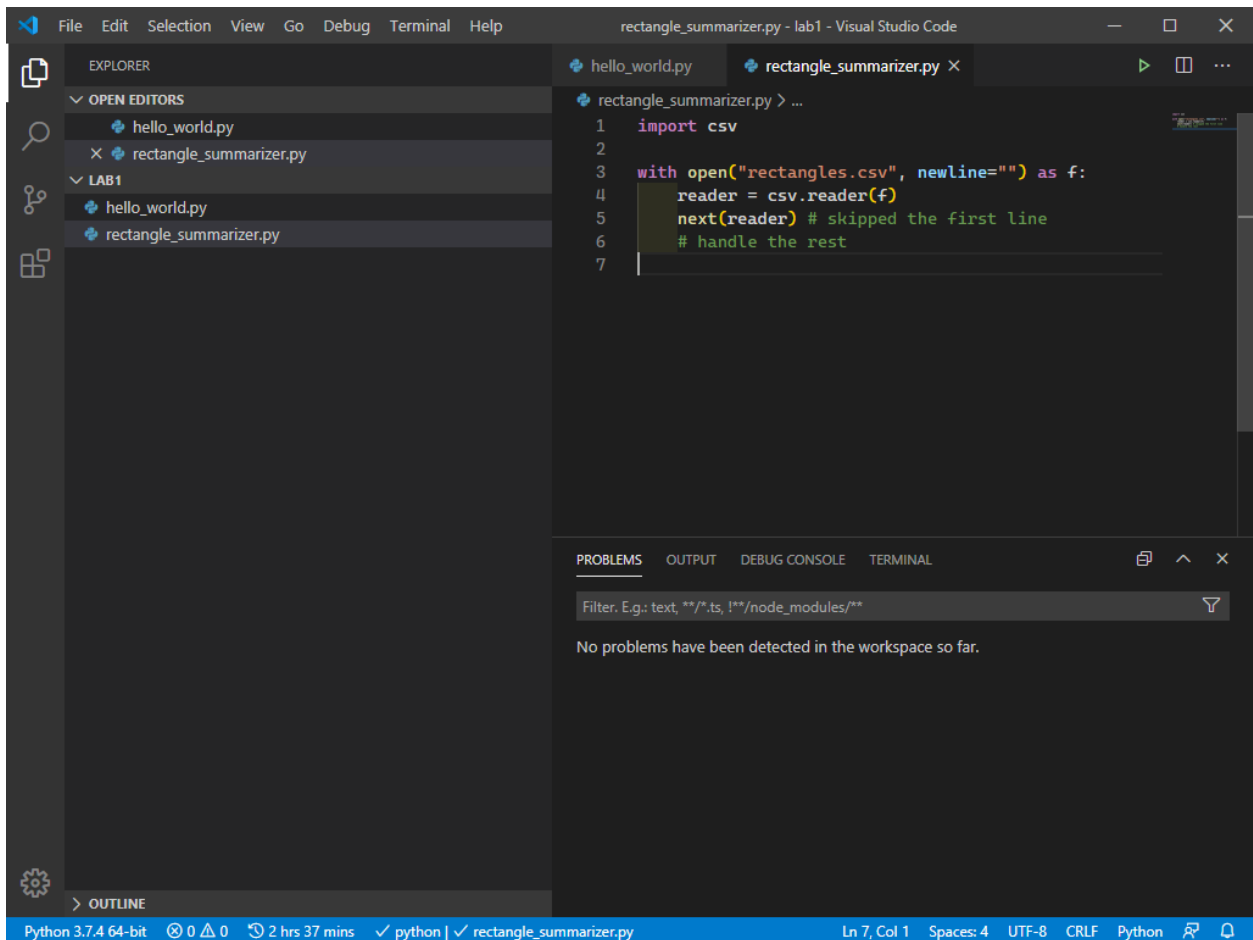 File Edit Selection View Go Debug Terminal Help rectangle_summarizer.py - lab1 - Visual Studio Code
EXPLORER
OPEN EDITORS
hello_world.py
rectangle_summarizer.py
LAB1
hello_world.py
rectangle_summarizer.py
OUTLINE
hello_world.py rectangle_summarizer.py
rectangle_summarizer.py > ...
1 import csv
2
3 with open("rectangles.csv", newline="") as f:
4     reader = csv.reader(f)
5     next(reader) # skipped the first line
6     # handle the rest
7
PROBLEMS OUTPUT DEBUG CONSOLE TERMINAL
Filter. E.g.: text, **/*.ts, !**/node_modules/**
No problems have been detected in the workspace so far.
Python 3.7.4 64-bit 0 0 2 hrs 37 mins ✓ python | ✓ rectangle_summarizer.py Ln 7, Col 1 Spaces: 4 UTF-8 CRLF Python